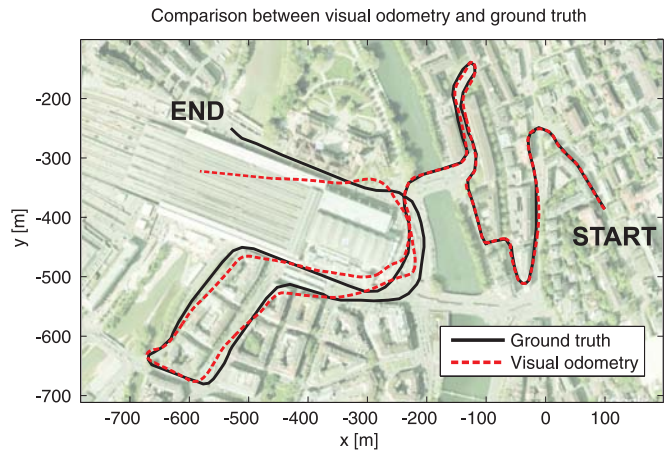 Comparison between visual odometry and ground truth
-200
-300
-400
-500
-600
-700
y [m]
END
START
Ground truth
Visual odometry
-700 -600 -500 -400 -300 -200 -100 0 100
x [m]